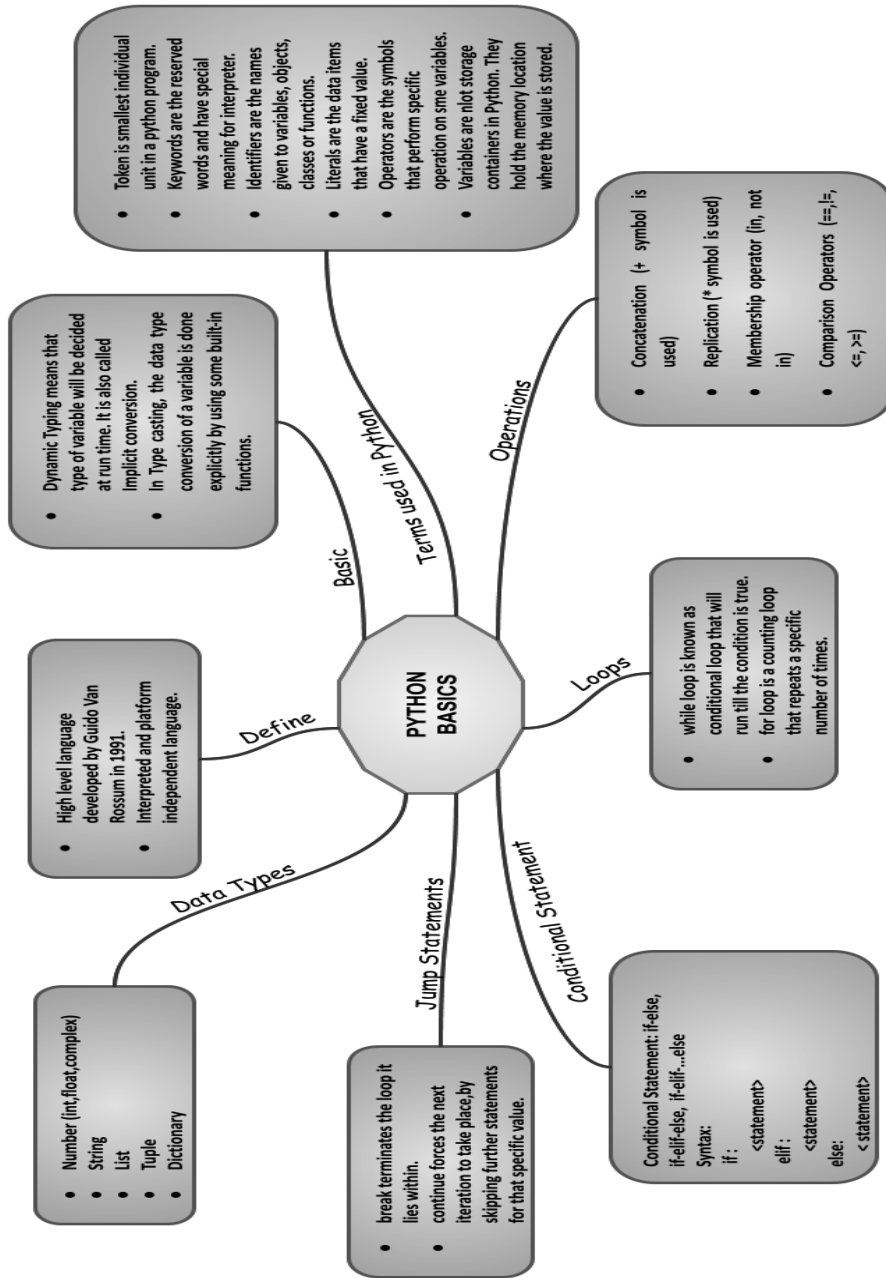 PYTHON
BASICS
Data Types
● Number (int,float,complex)
● String
● List
● Tuple
● Dictionary
Define
● High level language
developed by Guido Van
Rossum in 1991.
● Interpreted and platform
independent language.
Basic
● Dynamic Typing means that
type of variable will be decided
at run time. It is also called
Implicit conversion.
● In Type casting, the data type
conversion of a variable is done
explicitly by using some built-in
functions.
Terms used in Python
● Token is smallest individual
unit in a python program.
● Keywords are the reserved
words and have special
meaning for interpreter.
● Identifiers are the names
given to variables, objects,
classes or functions.
● Literals are the data items
that have a fixed value.
● Operators are the symbols
that perform specific
operation on sme variables.
● Variables are nlot storage
containers in Python. They
hold the memory location
where the value is stored.
Jump Statements
● break terminates the loop it
lies within.
● continue forces the next
iteration to take place,by
skipping further statements
for that specific value.
Conditional Statement
Conditional Statement: if-else,
if-elif-else, if-elif-...else
Syntax:
if :
<statement>
elif :
<statement>
else:
< statement>
Loops
● while loop is known as
conditional loop that will
run till the condition is true.
● for loop is a counting loop
that repeats a specific
number of times.
Operations
● Concatenation (+ symbol is
used)
● Replication (* symbol is used)
● Membership operator (in, not
in)
● Comparison Operators (==,!=,
<=, >=)